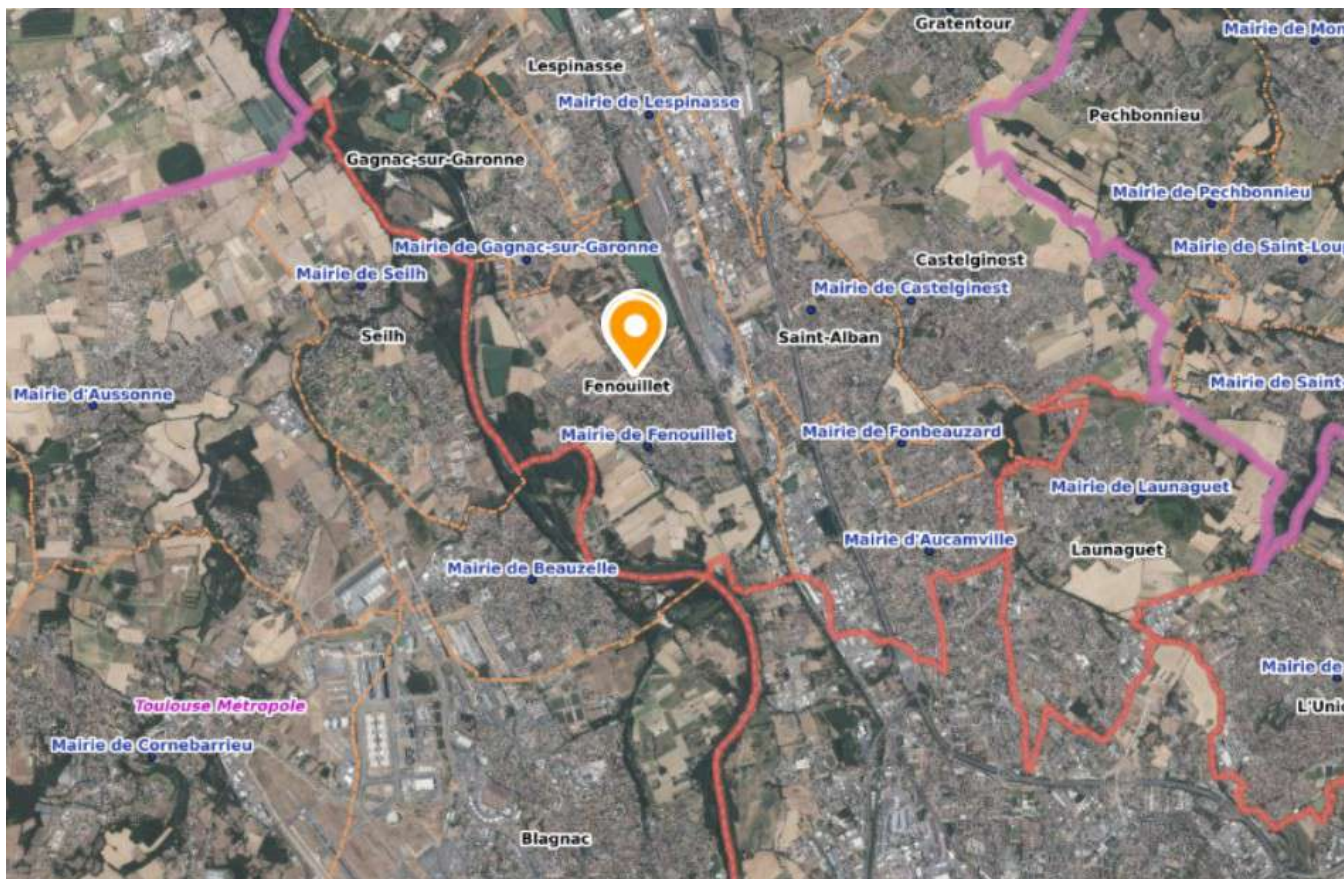 Gratentour
Mairie de Mon
Lespinasse
Mairie de Lespinasse
Pechbonnieu
Gagnac-sur-Garonne
Mairie de Pechbonnieu
Mairie de Gagnac-sur-Garonne
Mairie de Saint-Lou
Castelginest
Mairie de Seilh
Mairie de Castelginest
Seilh
Saint-Alban
Fenouillet
Mairie de Saint-
Mairie d'Aussonne
Mairie de Fenouillet
Mairie de Fonbeauzard
Mairie de Launaguet
Mairie d'Aucamville
Launaguet
Mairie de Beauzelle
Mairie de
Toulouse Métropole
L'Unio
Mairie de Cornebarrieu
Blagnac